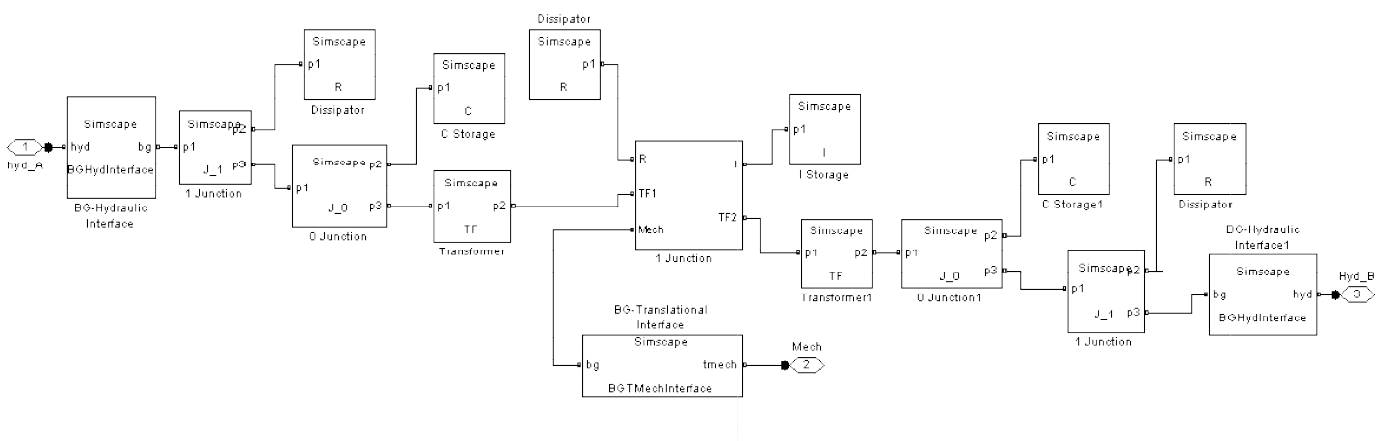 1
hyd_A
Simscape
hyd bg
BGHydInterface
BG-Hydraulic
Interface
Simscape
p1 p2
p3
J_1
1 Junction
Simscape
p1
R
Dissipator
Simscape
p1 p2
p3
J_0
0 Junction
Simscape
p1
C
C Storage
Simscape
p1 p2
TF
Transformer
Dissipator
Simscape
p1
R
R I
TF1
TF2
Mech
1 Junction
Simscape
p1
I
I Storage
BG-Translational
Interface
Simscape
bg tmech
BGTMechInterface
Mech
2
Simscape
p1 p2
TF
Transformer1
Simscape
p1 p2
p3
J_0
0 Junction1
Simscape
p1
C
C Storage1
Simscape
p1 p2
p3
J_1
1 Junction
Simscape
p1
R
Dissipator
BG-Hydraulic
Interface1
Simscape
bg hyd
BGHydInterface
Hyd_B
3